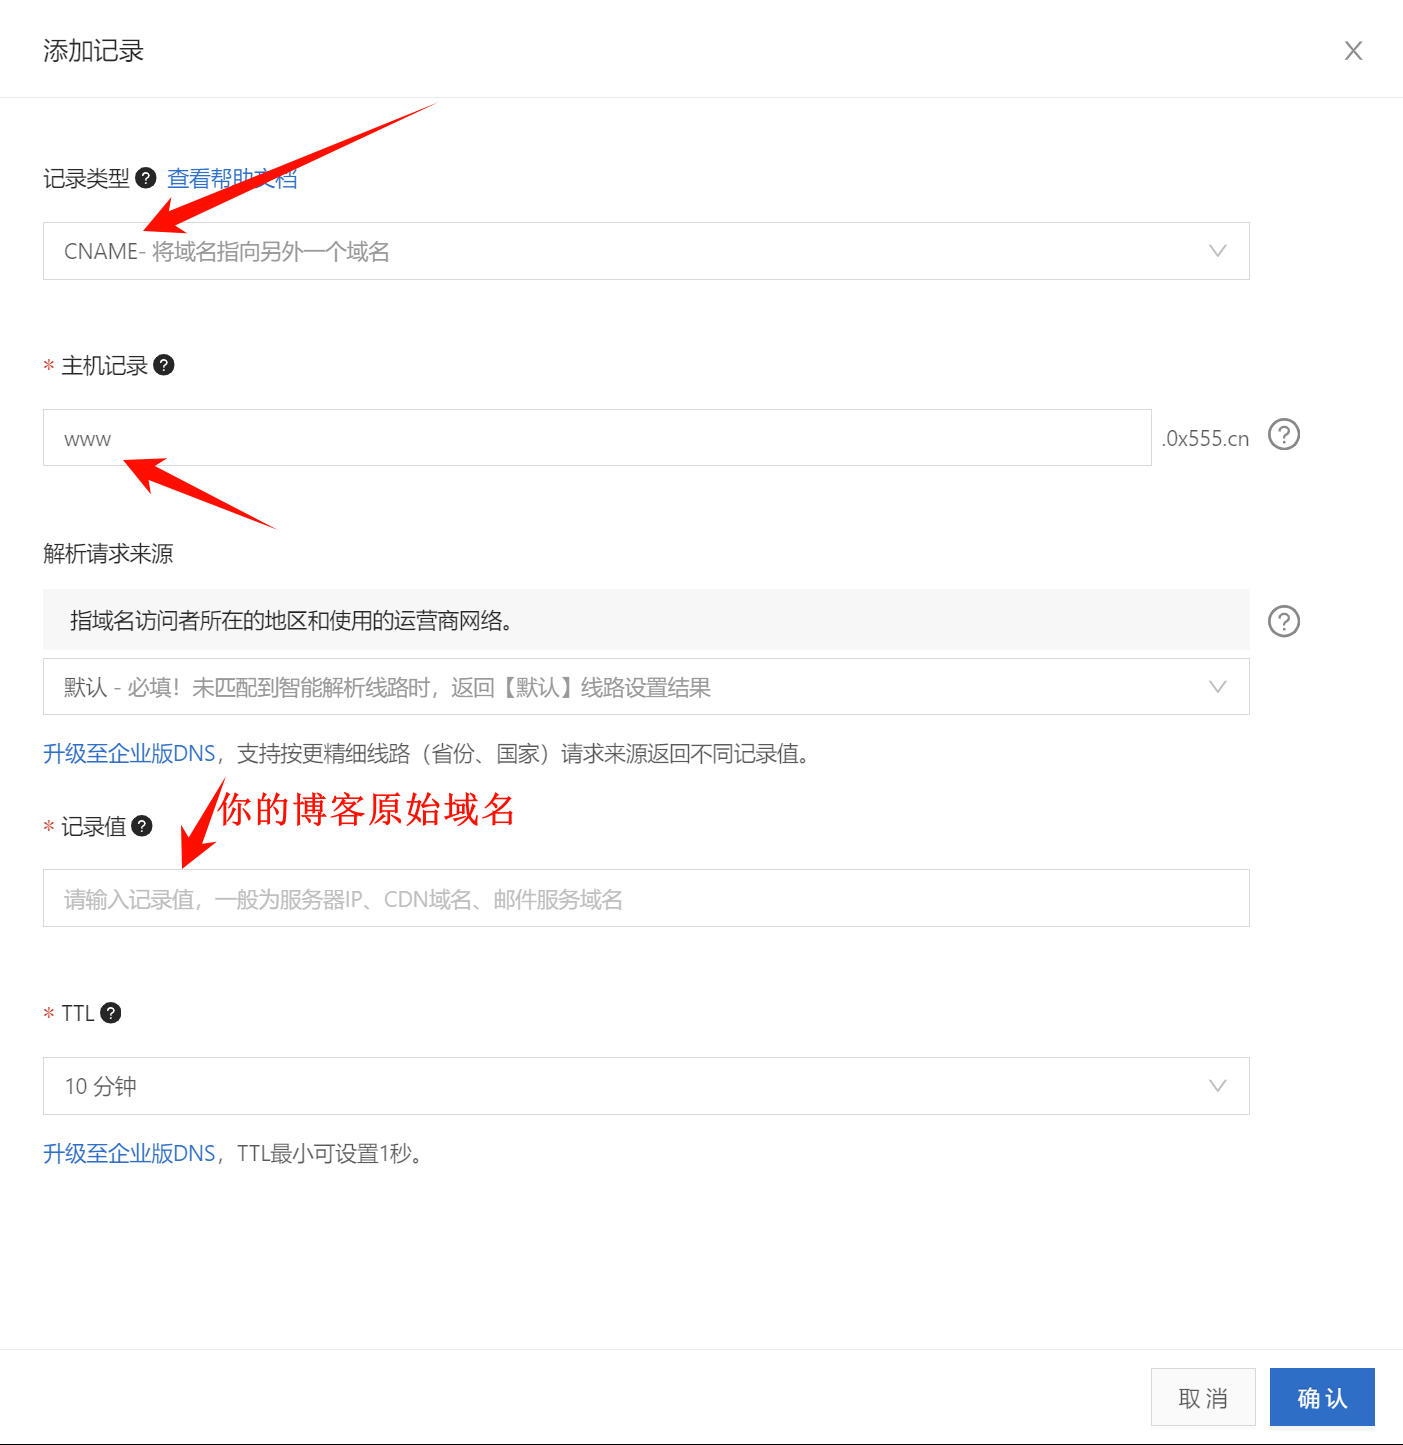 添加记录
记录类型 查看帮助文档
CNAME- 将域名指向另外一个域名
* 主机记录
www .0x555.cn
解析请求来源
指域名访问者所在的地区和使用的运营商网络。
默认 - 必填！未匹配到智能解析线路时，返回【默认】线路设置结果
升级至企业版DNS，支持按更精细线路（省份、国家）请求来源返回不同记录值。
你的博客原始域名
* 记录值
请输入记录值，一般为服务器IP、CDN域名、邮件服务域名
* TTL
10 分钟
升级至企业版DNS，TTL最小可设置1秒。
取 消 确 认